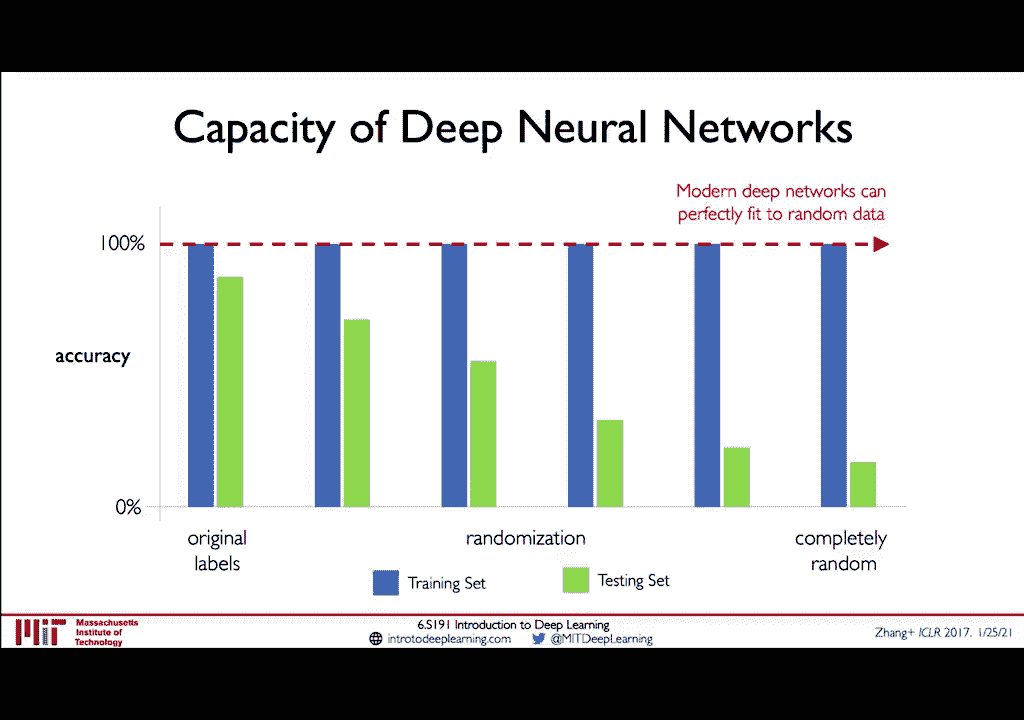 Capacity of Deep Neural Networks
Modern deep networks can
perfectly fit to random data
100%
accuracy
0%
original
labels
randomization
completely
random
Training Set
Testing Set
Massachusetts
Institute of
Technology
6.S191 Introduction to Deep Learning
introtodeeplearning.com
@MITDeepLearning
Zhang+ ICLR 2017. 1/25/21